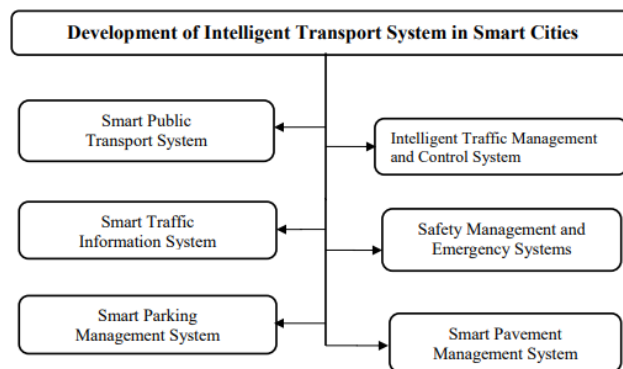 Development of Intelligent Transport System in Smart Cities
Smart Public
Transport System
Intelligent Traffic Management
and Control System
Smart Traffic
Information System
Safety Management and
Emergency Systems
Smart Parking
Management System
Smart Pavement
Management System